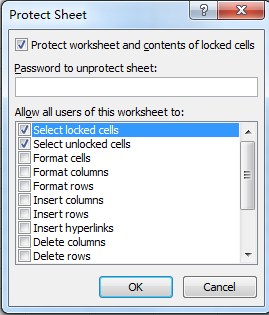 Protect Sheet
Protect worksheet and contents of locked cells
Password to unprotect sheet:
Allow all users of this worksheet to:
Select locked cells
Select unlocked cells
Format cells
Format columns
Format rows
Insert columns
Insert rows
Insert hyperlinks
Delete columns
Delete rows
OK
Cancel